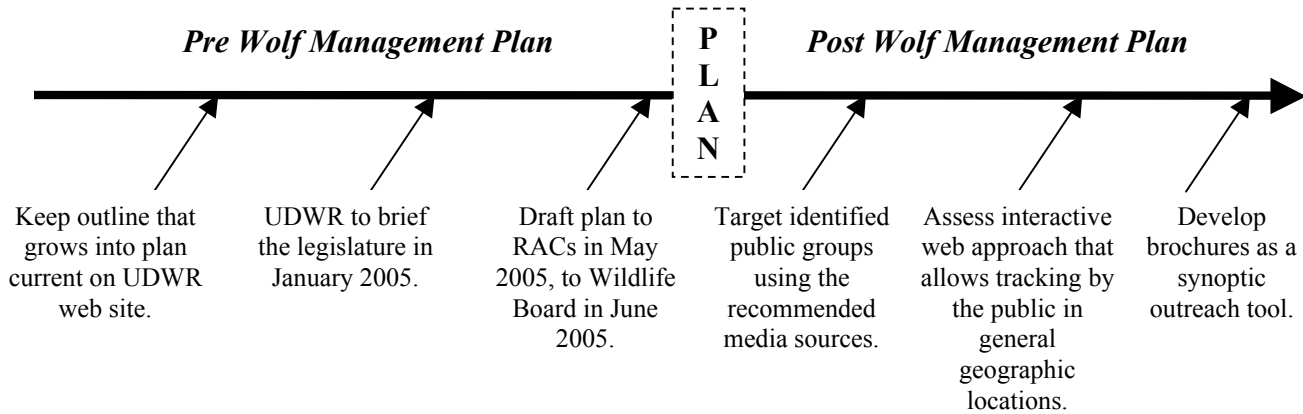 Pre Wolf Management Plan
P
L
A
N
Post Wolf Management Plan
Keep outline that
grows into plan
current on UDWR
web site.
UDWR to brief
the legislature in
January 2005.
Draft plan to
RACs in May
2005, to Wildlife
Board in June
2005.
Target identified
public groups
using the
recommended
media sources.
Assess interactive
web approach that
allows tracking by
the public in
general
geographic
locations.
Develop
brochures as a
synoptic
outreach tool.